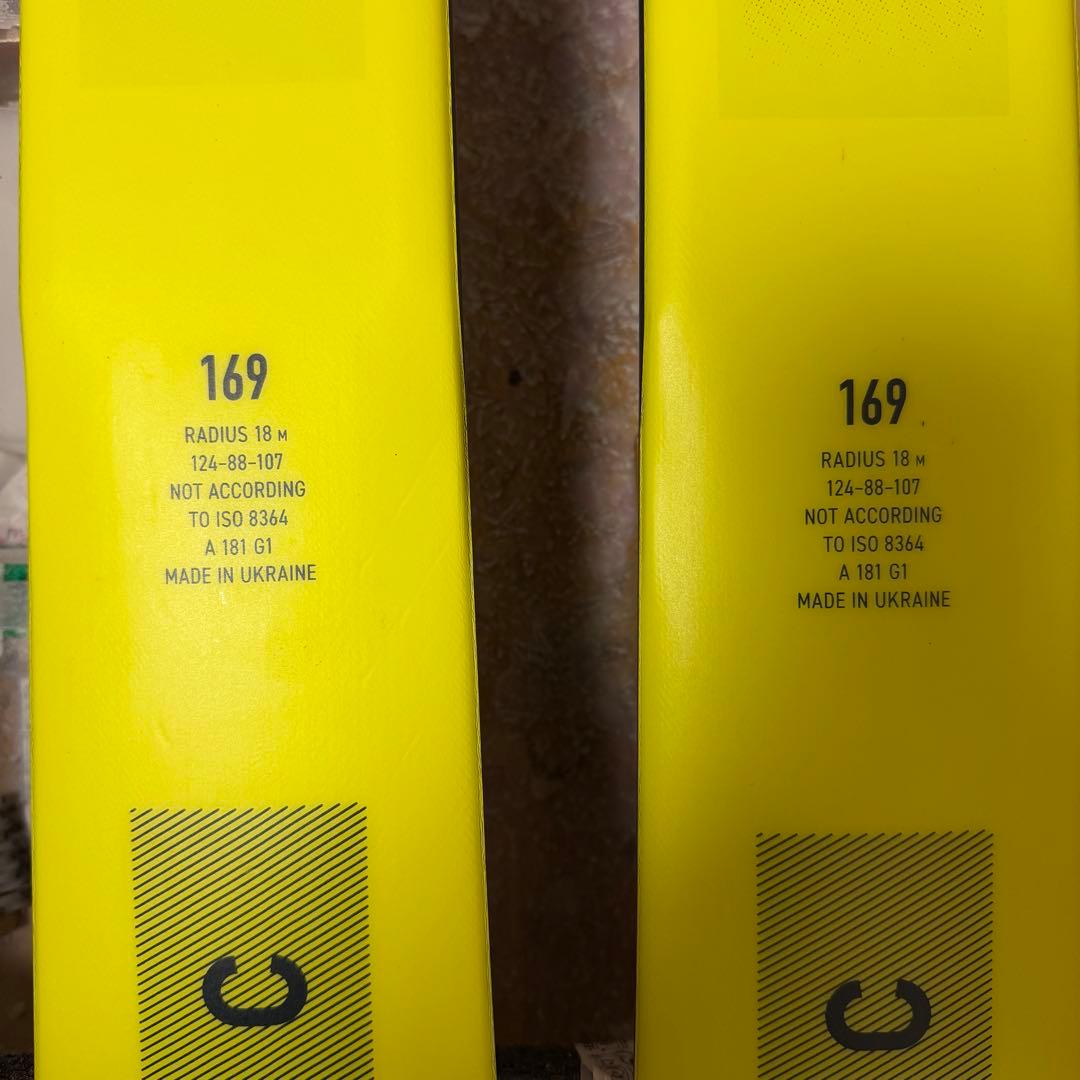 169
RADIUS 18 M
124-88-107
NOT ACCORDING
TO ISO 8364
A 181 G1
MADE IN UKRAINE
C
169
RADIUS 18 M
124-88-107
NOT ACCORDING
TO ISO 8364
A 181 G1
MADE IN UKRAINE
C